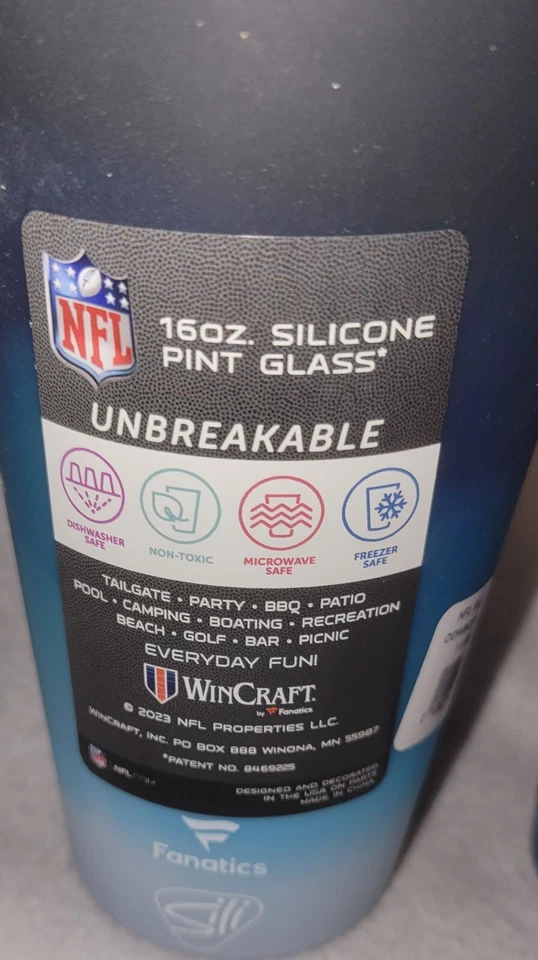 NFL
16OZ. SILICONE
PINT GLASS*
UNBREAKABLE
DISHWASHER
SAFE
NON-TOXIC
MICROWAVE
SAFE
FREEZER
SAFE
TAILGATE • PARTY • BBQ • PATIO
POOL • CAMPING • BOATING • RECREATION
BEACH • GOLF • BAR • PICNIC
EVERYDAY FUN!
WINCRAFT.
by Fanatics
© 2023 NFL PROPERTIES LLC.
WINCRAFT, INC. PO BOX 888 WINONA, MN 55987
*PATENT NO. 8469225
NFL.COM
DESIGNED AND DECORATED
IN THE USA ON PARTS
MADE IN CHINA.
Fanatics
Sili